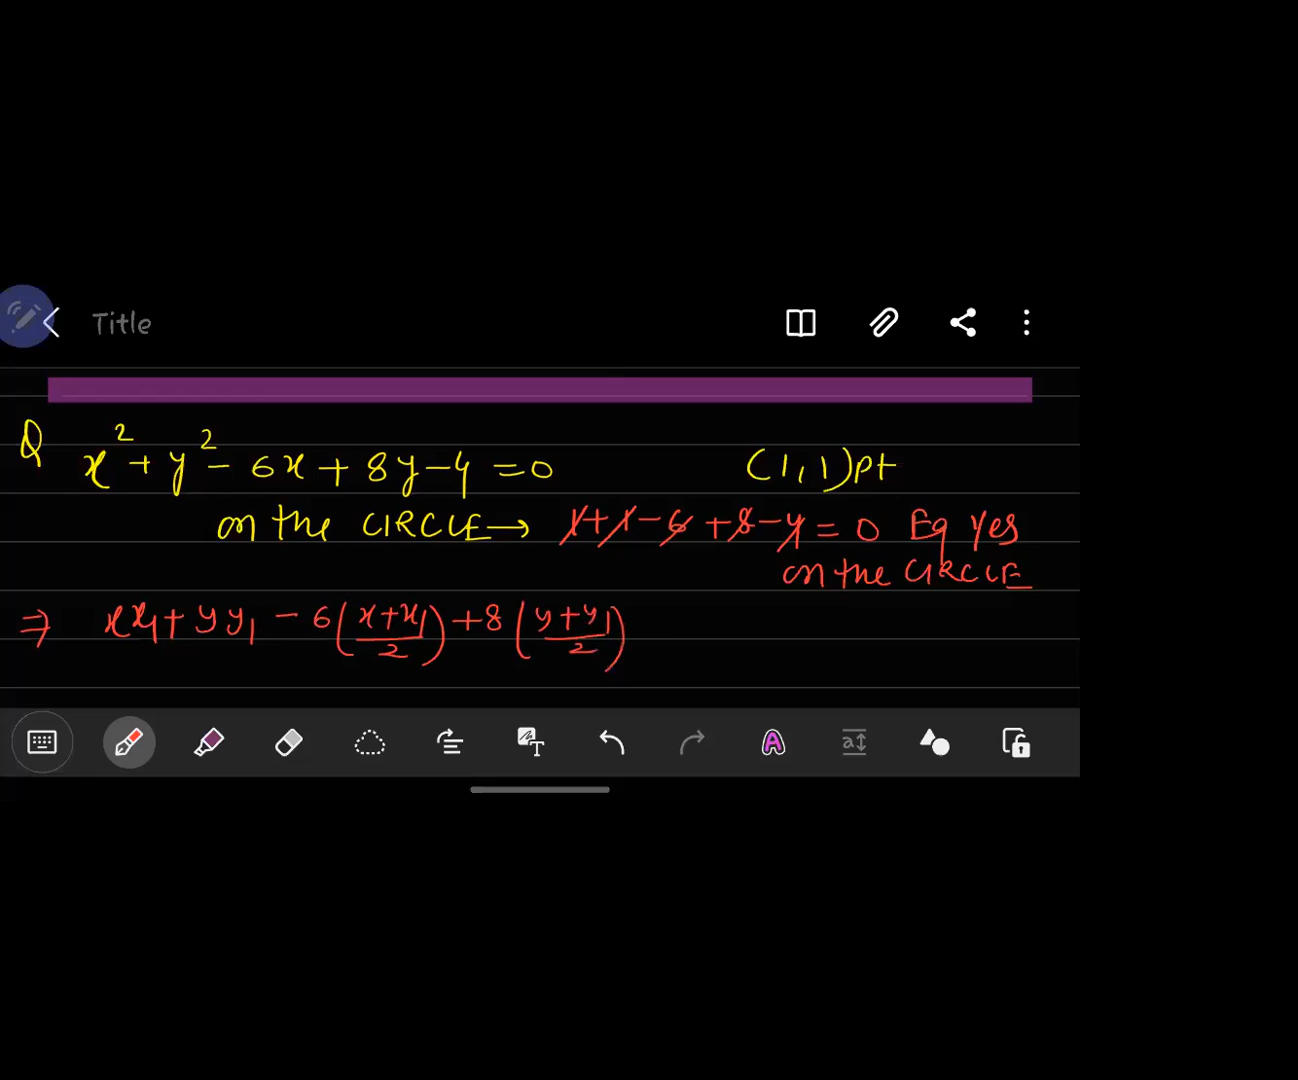 Title
Q x² + y² - 6x + 8y - 4 = 0 (1, 1) pt
on the CIRCLE → 1 + 1 - 6 + 8 - 4 = 0 Eq Yes
on the CIRCLE
⇒ xx₁ + yy₁ - 6((x + x₁)/2) + 8((y + y₁)/2)